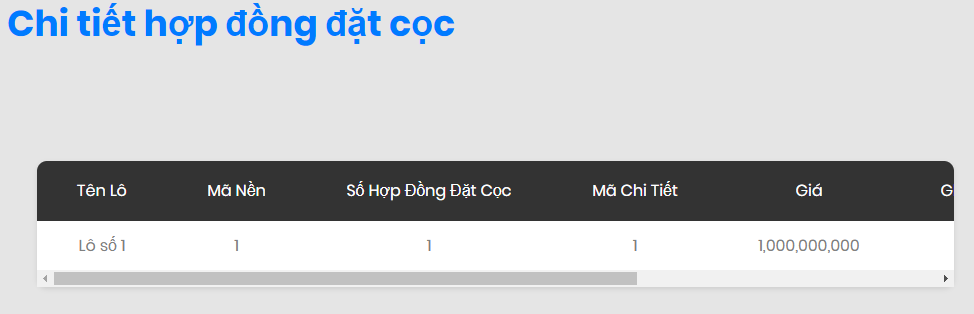 Chi tiết hợp đồng đặt cọc
Tên Lô Mã Nền Số Hợp Đồng Đặt Cọc Mã Chi Tiết Giá
Lô số 1 1 1 1 1,000,000,000